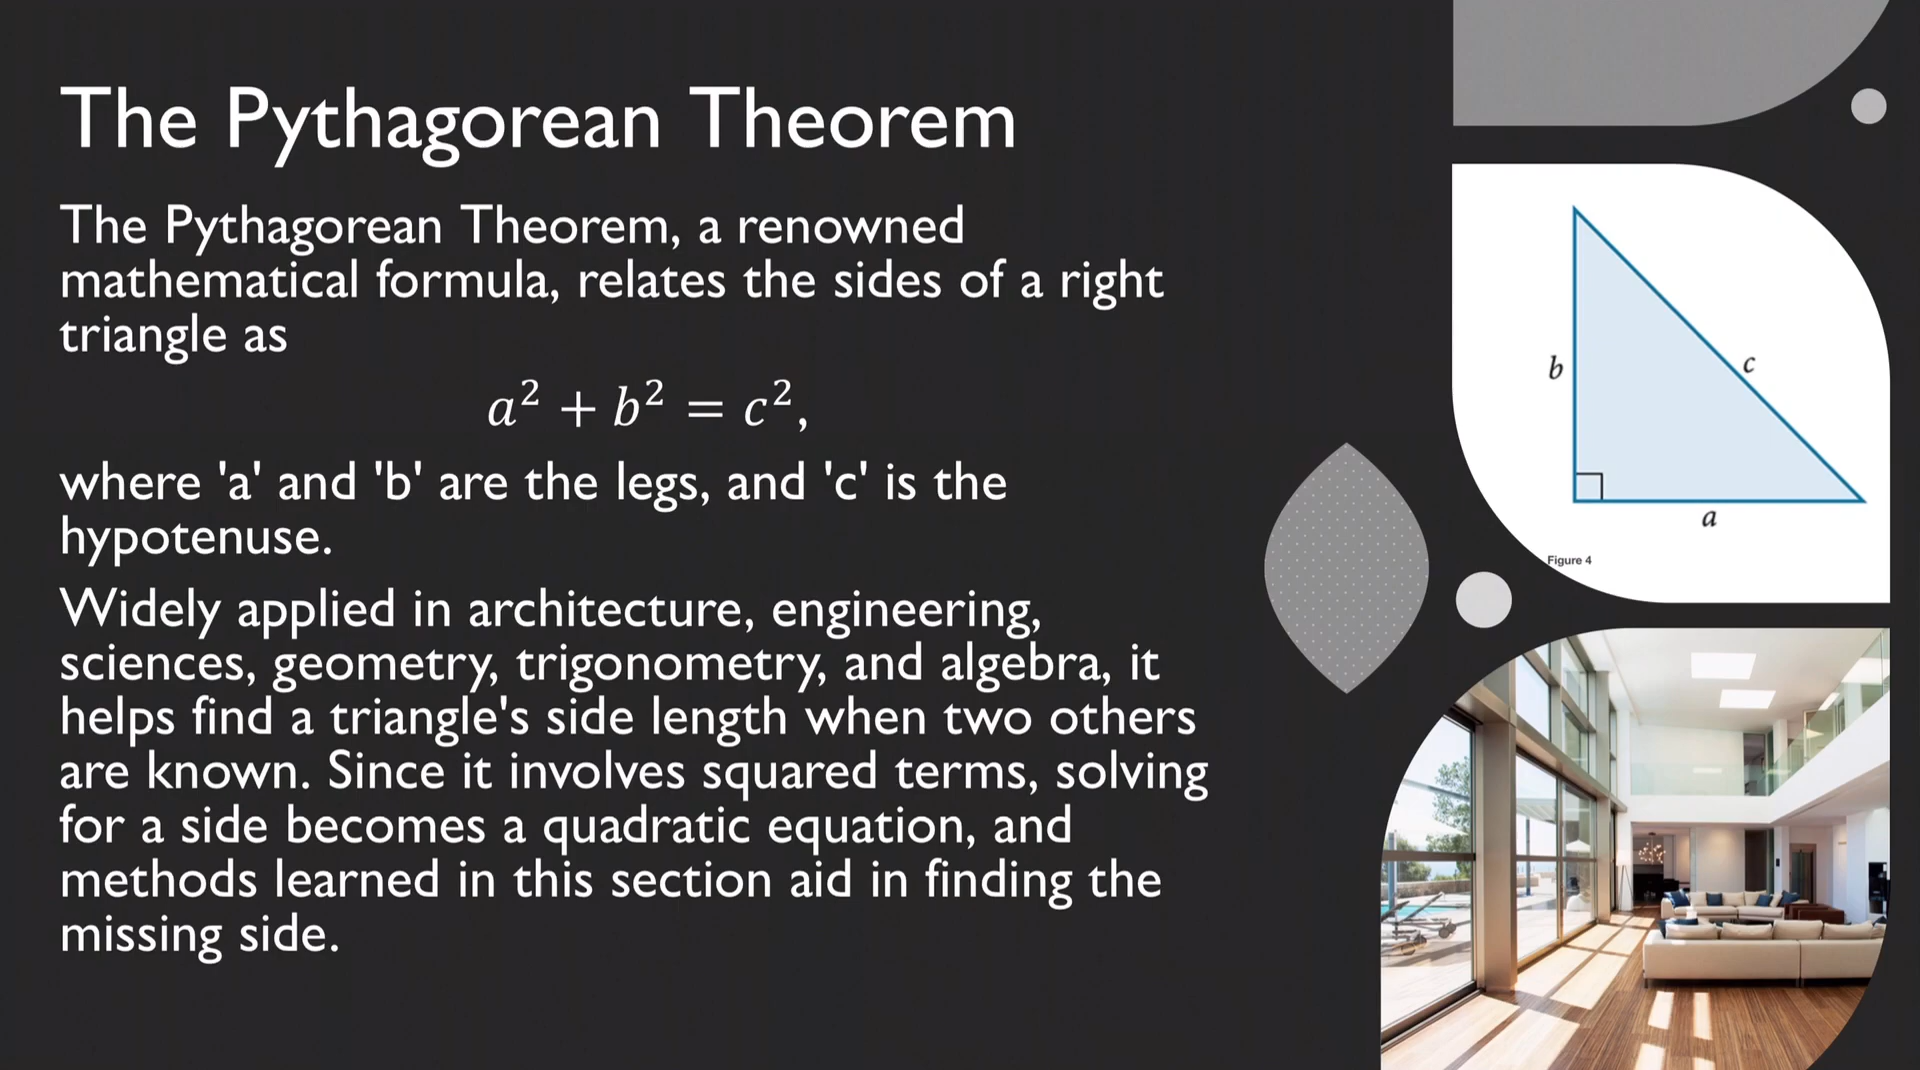 The Pythagorean Theorem
The Pythagorean Theorem, a renowned
mathematical formula, relates the sides of a right
triangle as
a² + b² = c²,
where 'a' and 'b' are the legs, and 'c' is the
hypotenuse.
Widely applied in architecture, engineering,
sciences, geometry, trigonometry, and algebra, it
helps find a triangle's side length when two others
are known. Since it involves squared terms, solving
for a side becomes a quadratic equation, and
methods learned in this section aid in finding the
missing side.
b
c
a
Figure 4